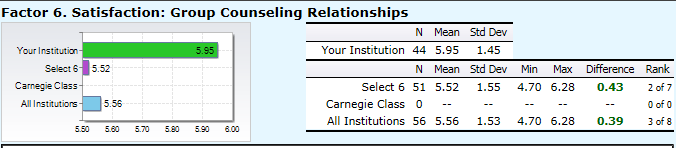 Factor 6. Satisfaction: Group Counseling Relationships
Your Institution 5.95
Select 6 5.52
Carnegie Class
All Institutions 5.56
5.50 5.60 5.70 5.80 5.90 6.00
N Mean Std Dev
Your Institution 44 5.95 1.45
N Mean Std Dev Min Max Difference Rank
Select 6 51 5.52 1.55 4.70 6.28 0.43 2 of 7
Carnegie Class 0 -- -- -- -- -- 0 of 0
All Institutions 56 5.56 1.53 4.70 6.28 0.39 3 of 8